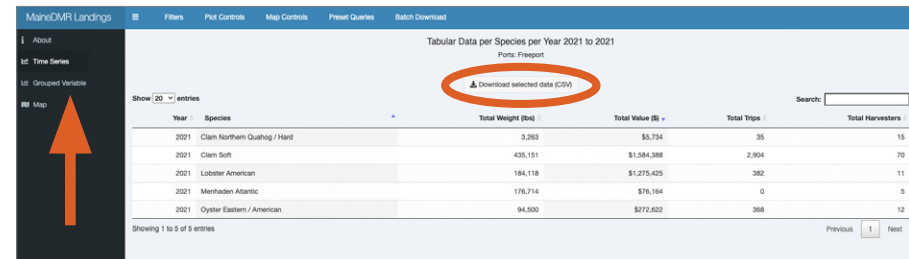 MaineDMR Landings
Filters Plot Controls Map Controls Preset Queries Batch Download
About
Time Series
Grouped Variable
Map
Tabular Data per Species per Year 2021 to 2021
Ports: Freeport
Download selected data (CSV)
Show 20 entries
Search:
Year Species Total Weight (lbs) Total Value ($) Total Trips Total Harvesters
2021 Clam Northern Quahog / Hard 3,263 $5,734 35 15
2021 Clam Soft 435,151 $1,584,388 2,904 70
2021 Lobster American 184,118 $1,275,425 382 11
2021 Menhaden Atlantic 176,714 $76,164 0 5
2021 Oyster Eastern / American 94,500 $272,622 368 12
Showing 1 to 5 of 5 entries
Previous 1 Next